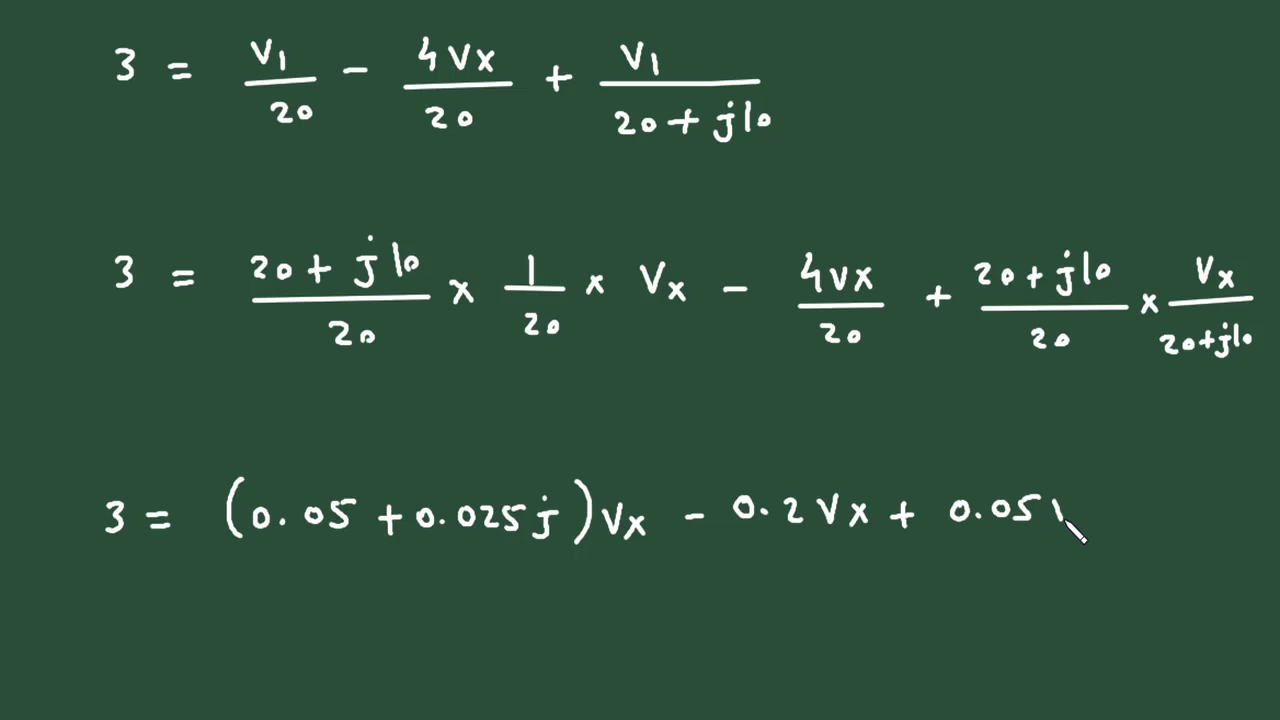 3 = V1/20 - 4Vx/20 + V1/(20 + j10)
3 = (20 + j10)/20 x 1/20 x Vx - 4Vx/20 + (20 + j10)/20 x Vx/(20+j10)
3 = (0.05 + 0.025j)Vx - 0.2Vx + 0.05